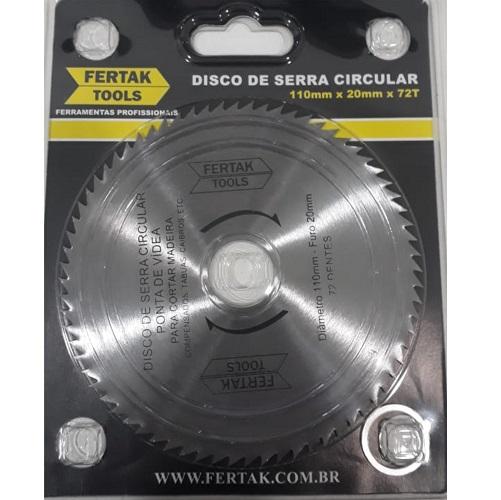 FERTAK
TOOLS
FERRAMENTAS PROFISSIONAIS
DISCO DE SERRA CIRCULAR
110mm x 20mm x 72T
FERTAK
TOOLS
DISCO DE SERRA CIRCULAR
PONTA DE VIDEA
PARA CORTAR MADEIRA
COMPENSADOS, TABUAS, CAIBROS, ETC.
Diâmetro 110mm - Furo 20mm
72 DENTES
FERTAK
TOOLS
WWW.FERTAK.COM.BR